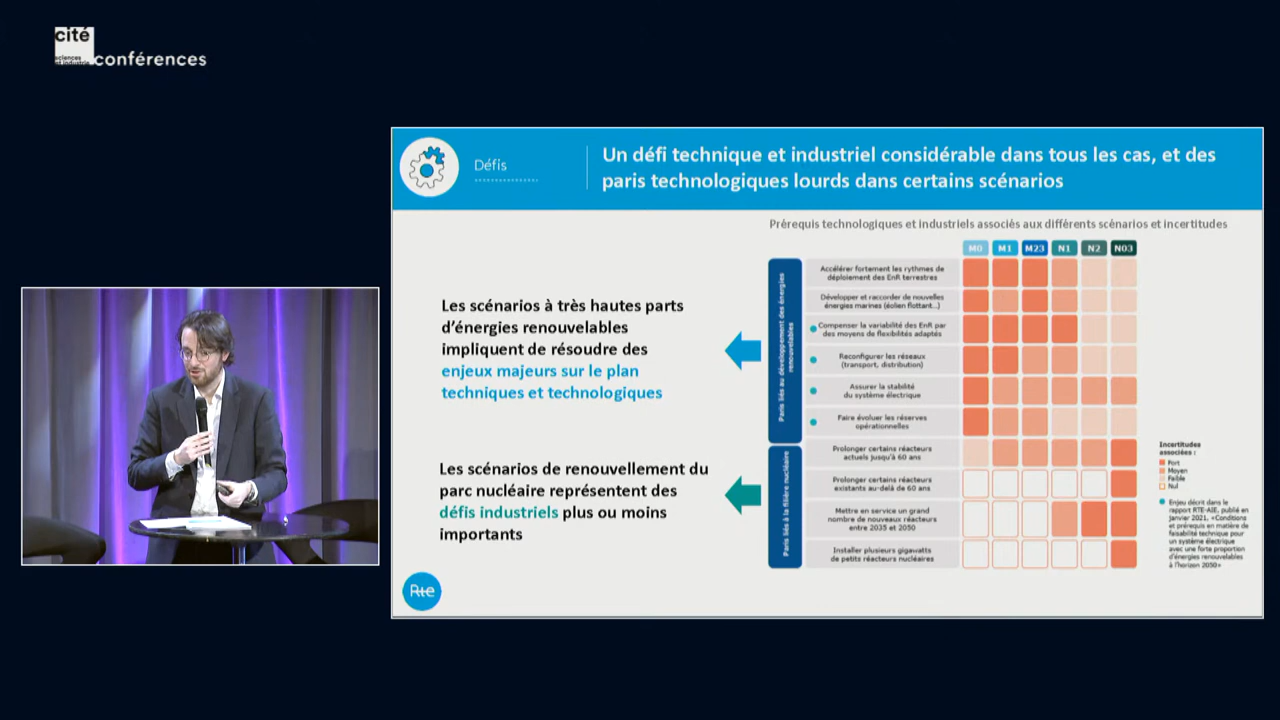 cité
sciences
et industrie
conférences
Défis
Un défi technique et industriel considérable dans tous les cas, et des
paris technologiques lourds dans certains scénarios
Prérequis technologiques et industriels associés aux différents scénarios et incertitudes
M0 M1 M23 N1 N2 N03
Les scénarios à très hautes parts
d’énergies renouvelables
impliquent de résoudre des
enjeux majeurs sur le plan
techniques et technologiques
Les scénarios de renouvellement du
parc nucléaire représentent des
défis industriels plus ou moins
importants
Paris liés au développement des énergies
renouvelables
Accélérer fortement les rythmes de
déploiement des EnR terrestres
Développer et raccorder de nouvelles
énergies marines (éolien flottant...)
Compenser la variabilité des EnR par
des moyens de flexibilités adaptés
Reconfigurer les réseaux
(transport, distribution)
Assurer la stabilité
du système électrique
Faire évoluer les réserves
opérationnelles
Paris liés à la filière nucléaire
Prolonger certains réacteurs
actuels jusqu'à 60 ans
Prolonger certains réacteurs
existants au-delà de 60 ans
Mettre en service un grand
nombre de nouveaux réacteurs
entre 2035 et 2050
Installer plusieurs gigawatts
de petits réacteurs nucléaires
Incertitudes
associées :
Fort
Moyen
Faible
Nul
Enjeu décrit dans le
rapport RTE-AIE, publié en
janvier 2021, «Conditions
et prérequis en matière de
faisabilité technique pour
un système électrique
avec une forte proportion
d'énergies renouvelables
à l'horizon 2050»
Rte